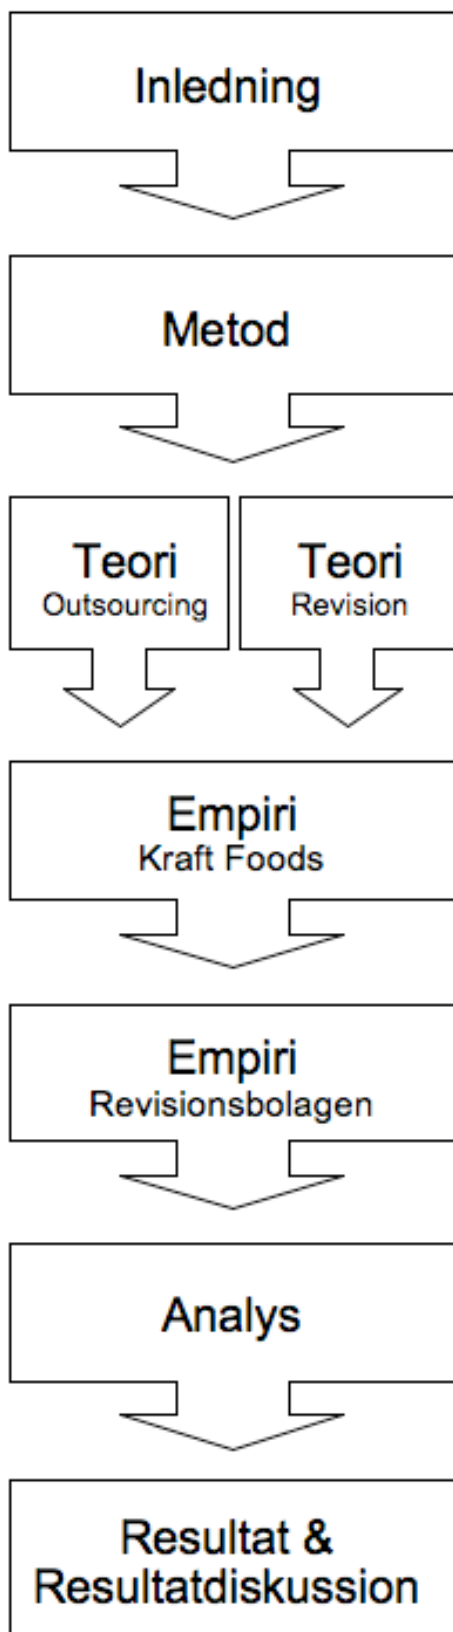 Inledning
Metod
Teori
Outsourcing
Teori
Revision
Empiri
Kraft Foods
Empiri
Revisionsbolagen
Analys
Resultat &
Resultatdiskussion